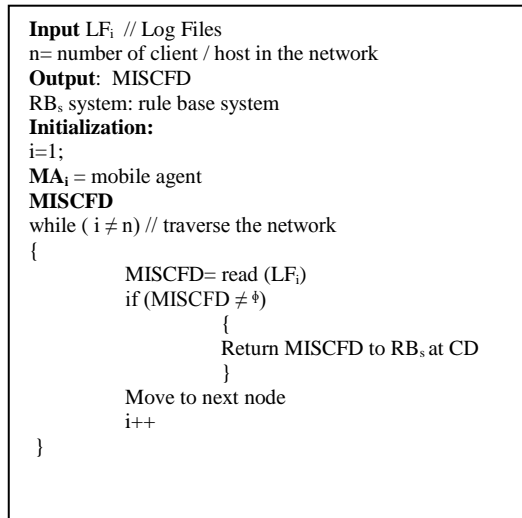 Input LFi // Log Files
n= number of client / host in the network
Output: MISCFD
RBs system: rule base system
Initialization:
i=1;
MAi = mobile agent
MISCFD
while ( i ≠ n) // traverse the network
{
MISCFD= read (LFi)
if (MISCFD ≠ ϕ)
{
Return MISCFD to RBs at CD
}
Move to next node
i++
}